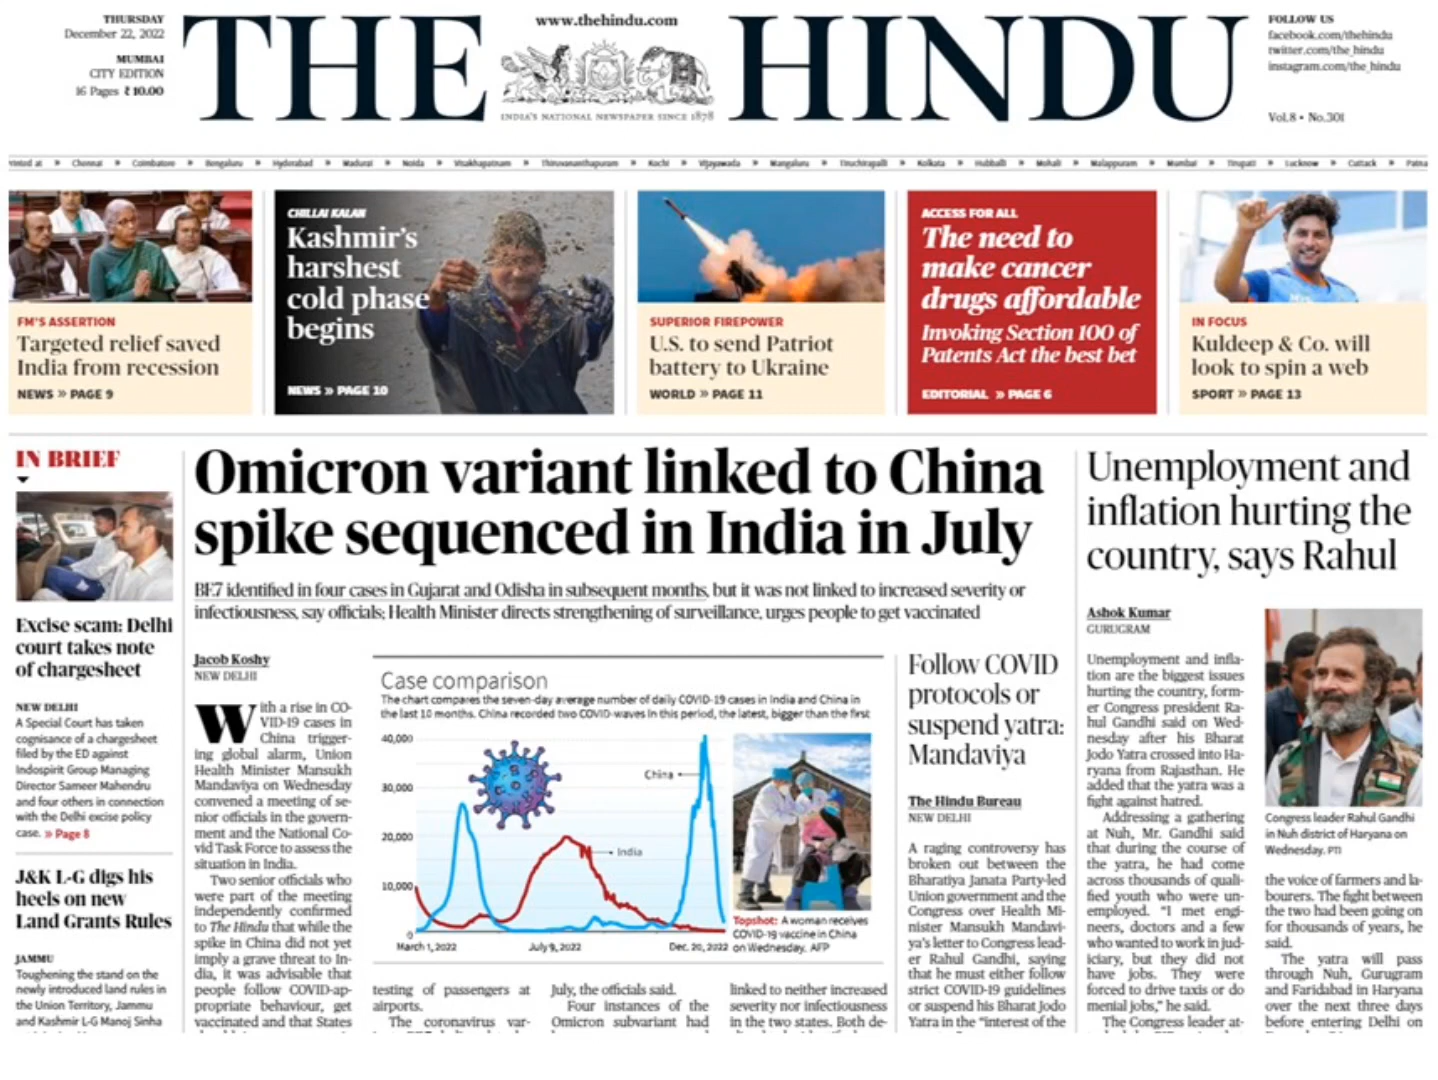 THURSDAY
December 22, 2022
MUMBAI
CITY EDITION
16 Pages ₹ 10.00
THE HINDU
www.thehindu.com
INDIA'S NATIONAL NEWSPAPER SINCE 1878
FOLLOW US
facebook.com/thehindu
twitter.com/the_hindu
instagram.com/the_hindu
Vol.8 • No.301
Printed at » Chennai » Coimbatore » Bengaluru » Hyderabad » Madurai » Noida » Visakhapatnam » Thiruvananthapuram » Kochi » Vijayawada » Mangaluru » Tiruchirapalli » Kolkata » Hubballi » Mohali » Malappuram » Mumbai » Tirupati » Lucknow » Cuttack » Patna
FM'S ASSERTION
Targeted relief saved
India from recession
NEWS » PAGE 9
CHILLAI KALAN
Kashmir's
harshest
cold phase
begins
NEWS » PAGE 10
SUPERIOR FIREPOWER
U.S. to send Patriot
battery to Ukraine
WORLD » PAGE 11
ACCESS FOR ALL
The need to
make cancer
drugs affordable
Invoking Section 100 of
Patents Act the best bet
EDITORIAL » PAGE 6
IN FOCUS
Kuldeep & Co. will
look to spin a web
SPORT » PAGE 13
IN BRIEF
Excise scam: Delhi
court takes note
of chargesheet
NEW DELHI
A Special Court has taken
cognisance of a chargesheet
filed by the ED against
Indospirit Group Managing
Director Sameer Mahendru
and four others in connection
with the Delhi excise policy
case. » Page 8
J&K L-G digs his
heels on new
Land Grants Rules
JAMMU
Toughening the stand on the
newly introduced land rules in
the Union Territory, Jammu
and Kashmir L-G Manoj Sinha
Omicron variant linked to China
spike sequenced in India in July
BF.7 identified in four cases in Gujarat and Odisha in subsequent months, but it was not linked to increased severity or
infectiousness, say officials; Health Minister directs strengthening of surveillance, urges people to get vaccinated
Jacob Koshy
NEW DELHI
With a rise in CO-
VID-19 cases in
China trigger-
ing global alarm, Union
Health Minister Mansukh
Mandaviya on Wednesday
convened a meeting of se-
nior officials in the govern-
ment and the National Co-
vid Task Force to assess the
situation in India.
Two senior officials who
were part of the meeting
independently confirmed
to The Hindu that while the
spike in China did not yet
imply a grave threat to In-
dia, it was advisable that
people follow COVID-ap-
propriate behaviour, get
vaccinated and that States
Case comparison
The chart compares the seven-day average number of daily COVID-19 cases in India and China in
the last 10 months. China recorded two COVID-waves in this period, the latest, bigger than the first
40,000
30,000
20,000
10,000
0
China
India
March 1, 2022
July 9, 2022
Dec. 20, 2022
Topshot: A woman receives
COVID-19 vaccine in China
on Wednesday. AFP
testing of passengers at
airports.
The coronavirus var-
July, the officials said.
Four instances of the
Omicron subvariant had
linked to neither increased
severity nor infectiousness
in the two states. Both de-
Follow COVID
protocols or
suspend yatra:
Mandaviya
The Hindu Bureau
NEW DELHI
A raging controversy has
broken out between the
Bharatiya Janata Party-led
Union government and the
Congress over Health Mi-
nister Mansukh Mandavi-
ya's letter to Congress lead-
er Rahul Gandhi, saying
that he must either follow
strict COVID-19 guidelines
or suspend his Bharat Jodo
Yatra in the "interest of the
Unemployment and
inflation hurting the
country, says Rahul
Ashok Kumar
GURUGRAM
Unemployment and infla-
tion are the biggest issues
hurting the country, form-
er Congress president Ra-
hul Gandhi said on Wed-
nesday after his Bharat
Jodo Yatra crossed into Ha-
ryana from Rajasthan. He
added that the yatra was a
fight against hatred.
Addressing a gathering
at Nuh, Mr. Gandhi said
that during the course of
the yatra, he had come
across thousands of quali-
fied youth who were un-
employed. "I met engi-
neers, doctors and a few
who wanted to work in jud-
iciary, but they did not
have jobs. They were
forced to drive taxis or do
menial jobs," he said.
The Congress leader at-
Congress leader Rahul Gandhi
in Nuh district of Haryana on
Wednesday. PTI
the voice of farmers and la-
bourers. The fight between
the two had been going on
for thousands of years, he
said.
The yatra will pass
through Nuh, Gurugram
and Faridabad in Haryana
over the next three days
before entering Delhi on